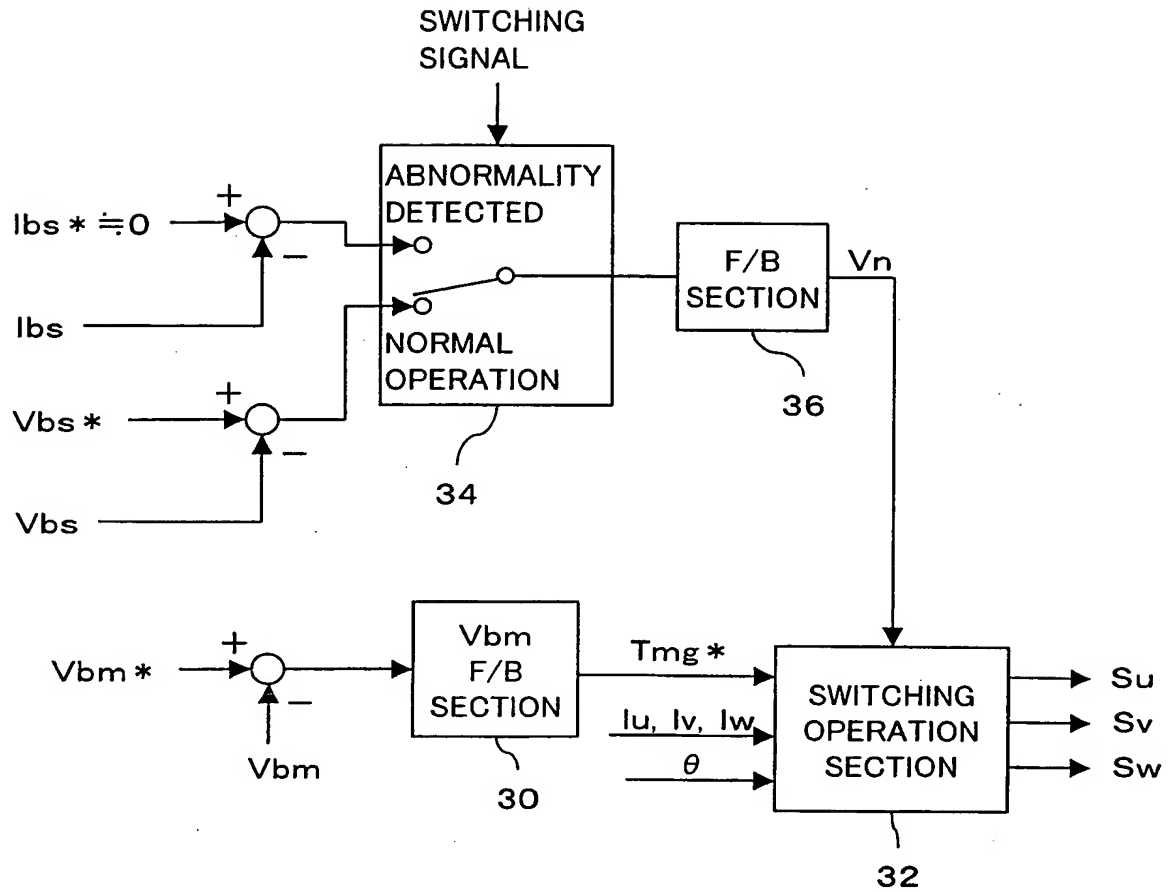 SWITCHING
SIGNAL
ABNORMALITY
DETECTED
+
Ibs*≒0
−
Ibs
NORMAL
OPERATION
F/B
SECTION
Vn
36
+
Vbs*
−
Vbs
34
Vbm
F/B
SECTION
+
Vbm*
−
Vbm
30
Tmg*
Iu, Iv, Iw
θ
SWITCHING
OPERATION
SECTION
Su
Sv
Sw
32